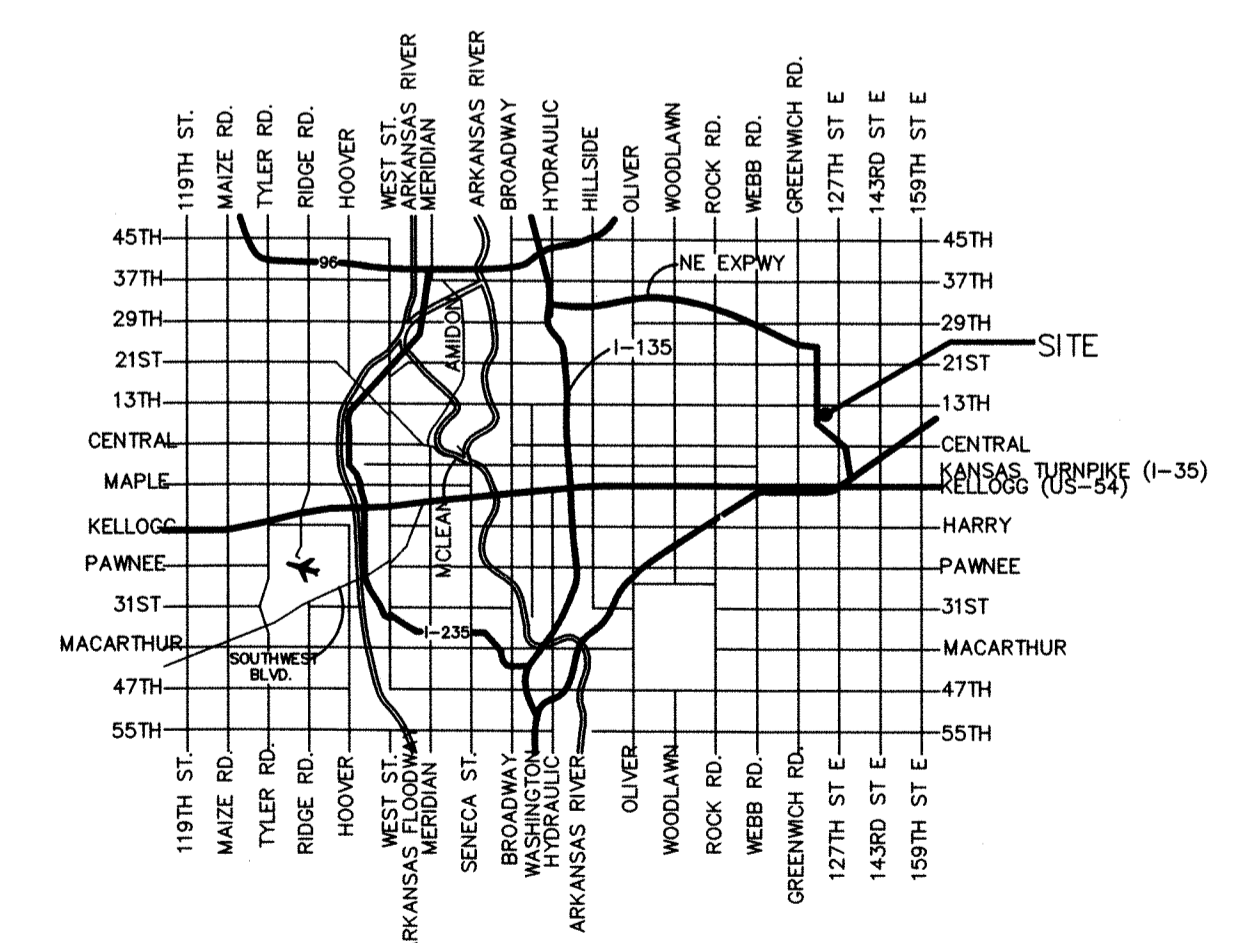 119TH ST.
MAIZE RD.
TYLER RD.
RIDGE RD.
HOOVER
WEST ST.
ARKANSAS RIVER
MERIDIAN
ARKANSAS RIVER
BROADWAY
HYDRAULIC
HILLSIDE
OLIVER
WOODLAWN
ROCK RD.
WEBB RD.
GREENWICH RD.
127TH ST E
143RD ST E
159TH ST E
45TH
37TH
29TH
21ST
13TH
CENTRAL
MAPLE
KELLOGG
PAWNEE
31ST
MACARTHUR
47TH
55TH
96
NE EXPWY
AMIDON
I-135
SITE
MCLEAN
I-235
SOUTHWEST
BLVD.
45TH
37TH
29TH
21ST
13TH
CENTRAL
KANSAS TURNPIKE (I-35)
KELLOGG (US-54)
HARRY
PAWNEE
31ST
MACARTHUR
47TH
55TH
119TH ST.
MAIZE RD.
TYLER RD.
RIDGE RD.
HOOVER
WEST ST.
ARKANSAS FLOODWAY
MERIDIAN
SENECA ST.
BROADWAY
WASHINGTON
HYDRAULIC
ARKANSAS RIVER
OLIVER
WOODLAWN
ROCK RD.
WEBB RD.
GREENWICH RD.
127TH ST E
143RD ST E
159TH ST E